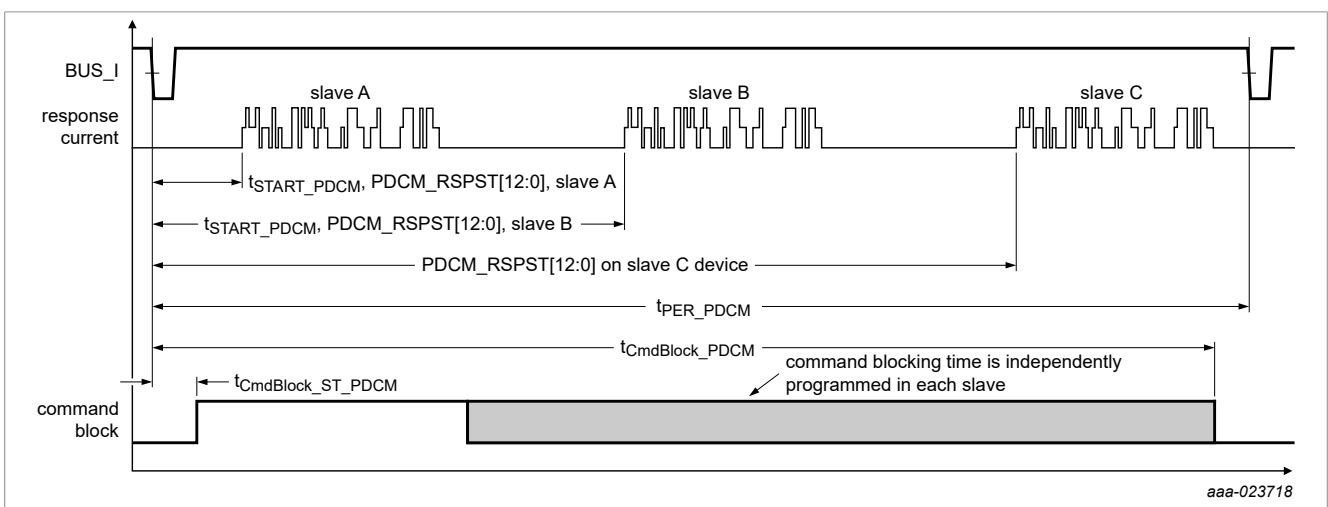 BUS_I
slave A
slave B
slave C
response
current
tSTART_PDCM, PDCM_RSPST[12:0], slave A
tSTART_PDCM, PDCM_RSPST[12:0], slave B
PDCM_RSPST[12:0] on slave C device
tPER_PDCM
tCmdBlock_PDCM
command blocking time is independently
programmed in each slave
tCmdBlock_ST_PDCM
command
block
aaa-023718